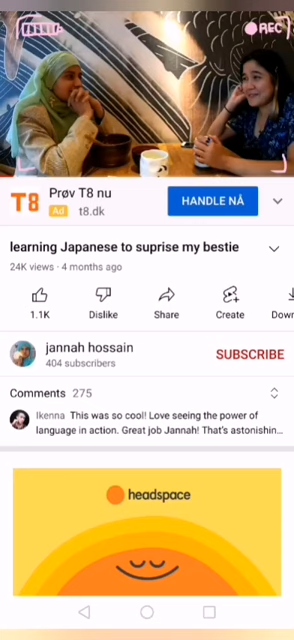 REC
T8
Prøv T8 nu
Ad t8.dk
HANDLE NÅ
learning Japanese to suprise my bestie
24K views · 4 months ago
1.1K
Dislike
Share
Create
Down
jannah hossain
404 subscribers
SUBSCRIBE
Comments 275
Ikenna This was so cool! Love seeing the power of
language in action. Great job Jannah! That's astonishin...
headspace